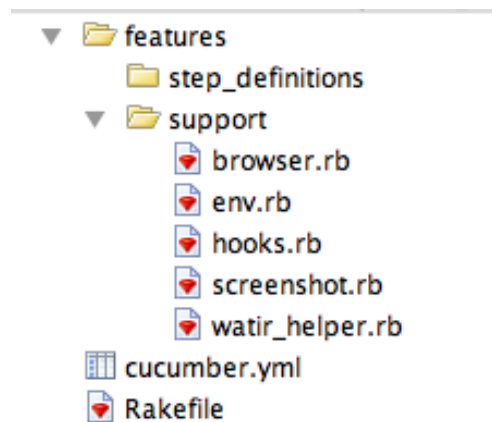 features
step_definitions
support
browser.rb
env.rb
hooks.rb
screenshot.rb
watir_helper.rb
cucumber.yml
Rakefile